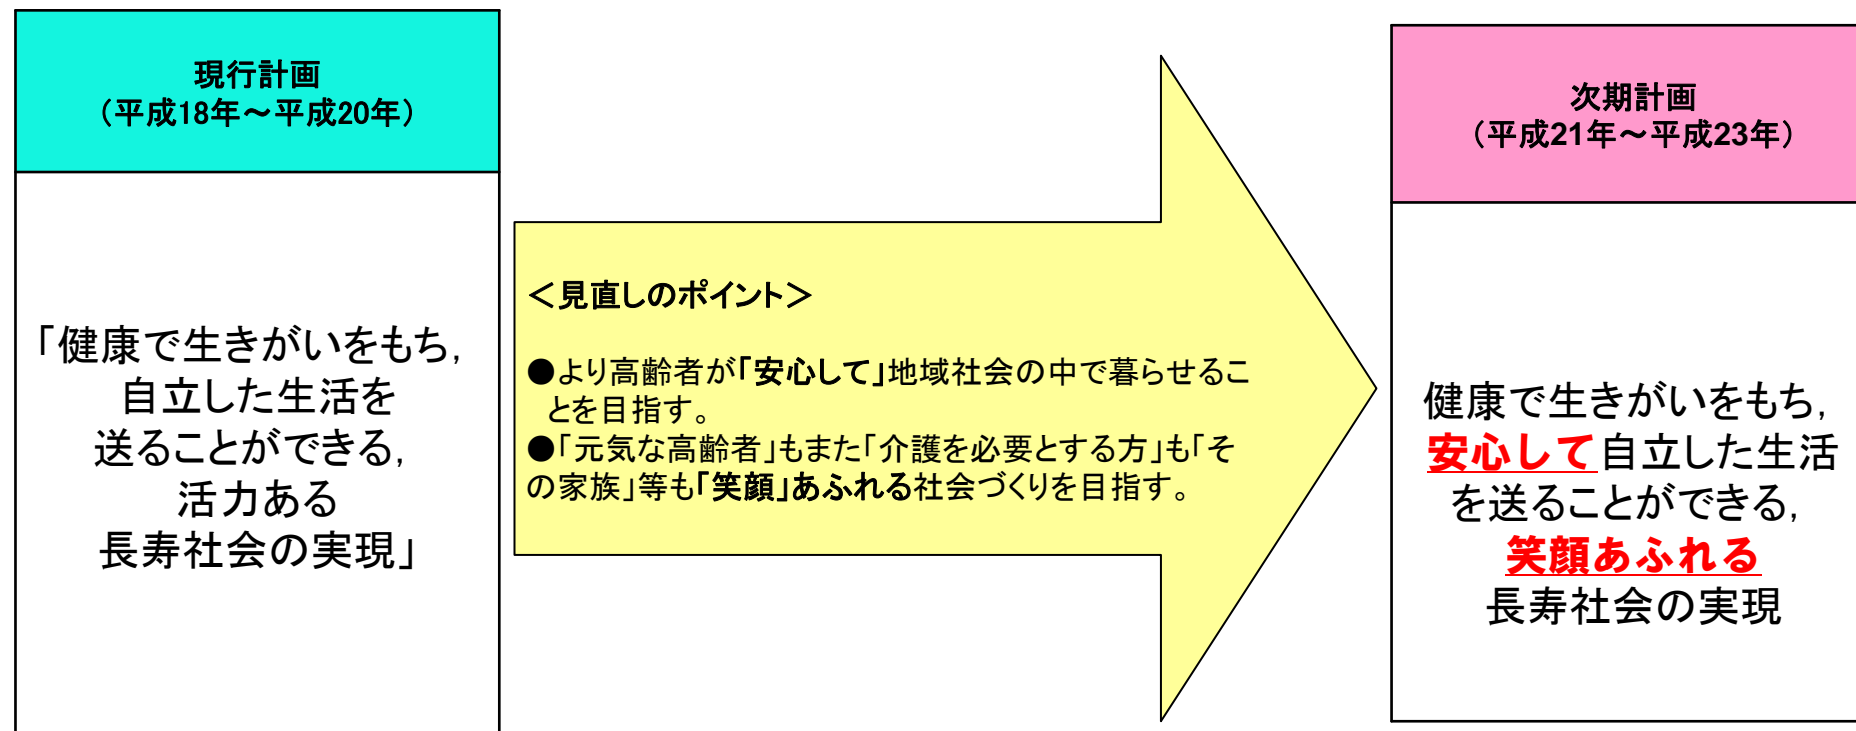 現行計画
（平成18年～平成20年）
「健康で生きがいをもち,
自立した生活を
送ることができる,
活力ある
長寿社会の実現」
＜見直しのポイント＞
●より高齢者が「安心して」地域社会の中で暮らせるこ
とを目指す。
●「元気な高齢者」もまた「介護を必要とする方」も「そ
の家族」等も「笑顔」あふれる社会づくりを目指す。
次期計画
（平成21年～平成23年）
健康で生きがいをもち,
安心して自立した生活
を送ることができる,
笑顔あふれる
長寿社会の実現